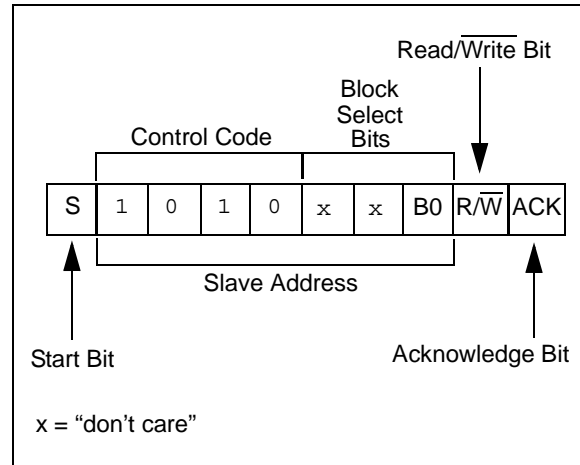 Read/Write Bit
Block
Select
Bits
Control Code
S 1 0 1 0 x x B0 R/W ACK
Slave Address
Start Bit
Acknowledge Bit
x = “don’t care”